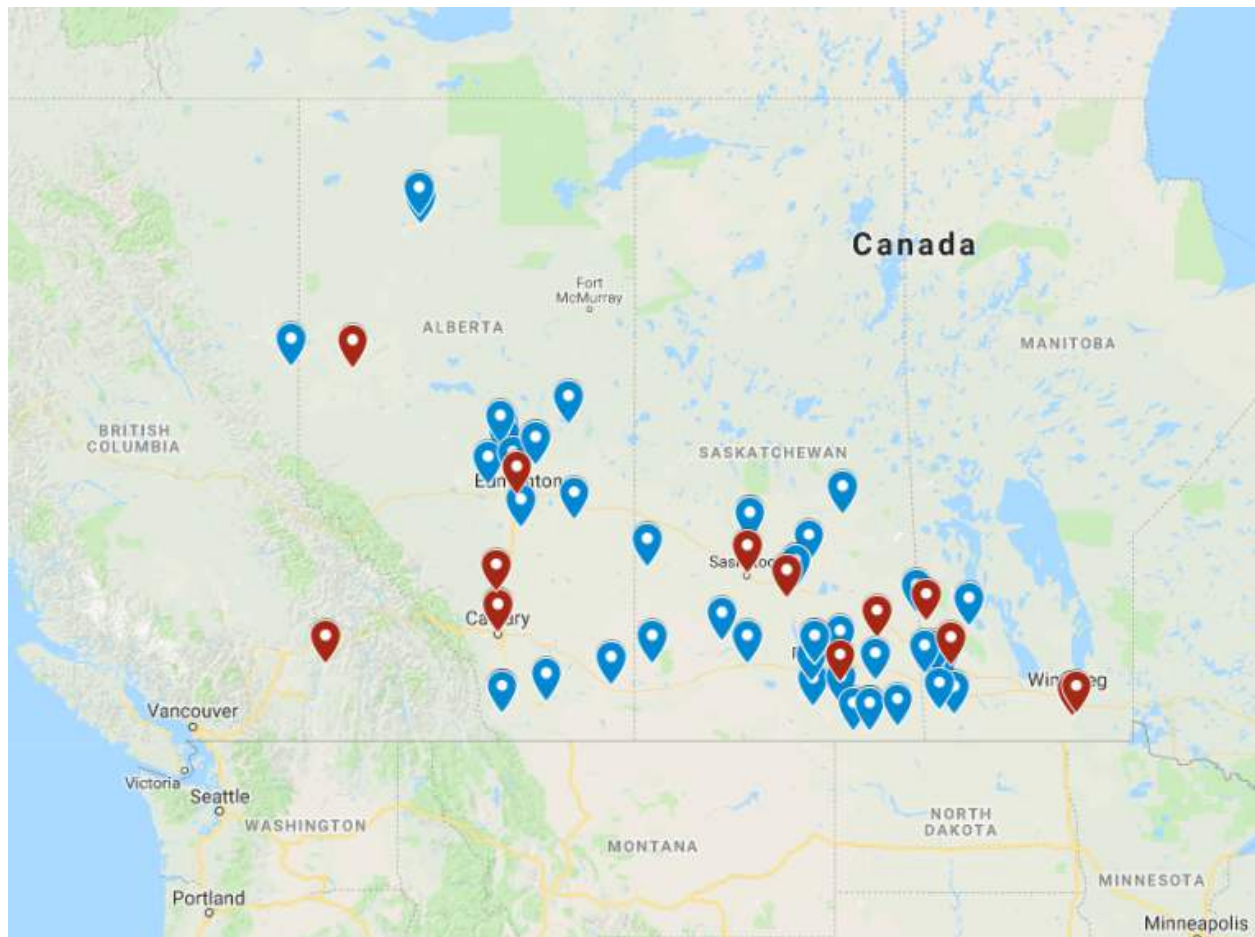 Canada
Fort
McMurray
ALBERTA
MANITOBA
BRITISH
COLUMBIA
SASKATCHEWAN
Vancouver
Victoria
Seattle
WASHINGTON
MONTANA
NORTH
DAKOTA
MINNESOTA
Portland
Minneapolis